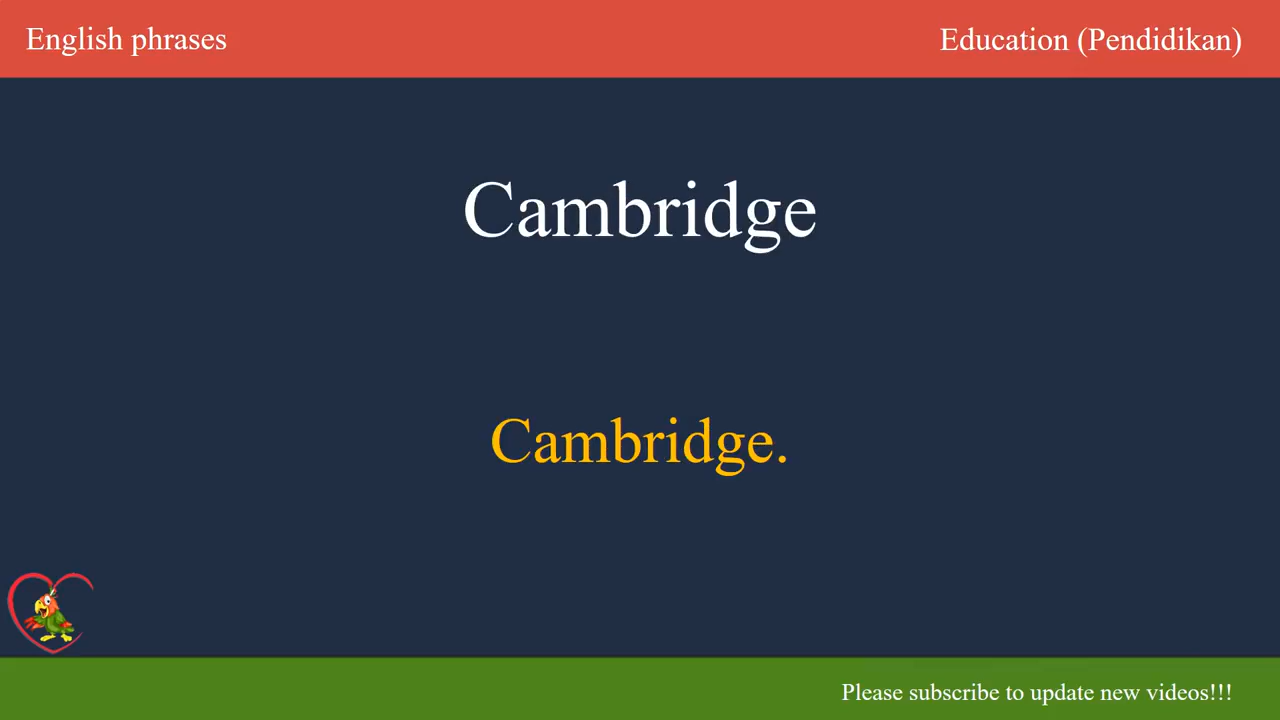 English phrases
Education (Pendidikan)
Cambridge
Cambridge.
Please subscribe to update new videos!!!